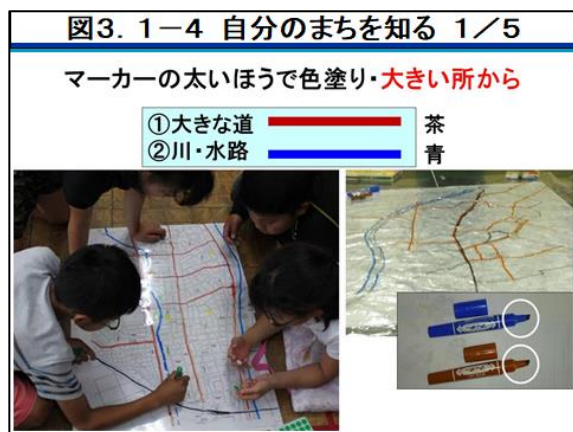 図3．1－4 自分のまちを知る 1／5
マーカーの太いほうで色塗り・大きい所から
①大きな道 茶
②川・水路 青